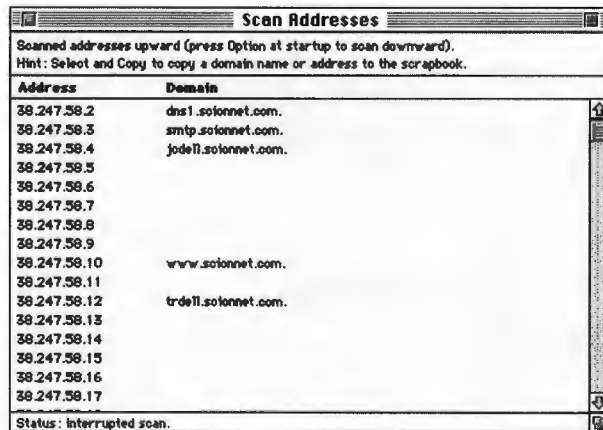 Scan Addresses
Scanned addresses upward (press Option at startup to scan downward).
Hint: Select and Copy to copy a domain name or address to the scrapbook.
Address Domain
38.247.58.2 dns1.scionnet.com.
38.247.58.3 smtp.scionnet.com.
38.247.58.4 jodell.scionnet.com.
38.247.58.5
38.247.58.6
38.247.58.7
38.247.58.8
38.247.58.9
38.247.58.10 www.scionnet.com.
38.247.58.11
38.247.58.12 trdell.scionnet.com.
38.247.58.13
38.247.58.14
38.247.58.15
38.247.58.16
38.247.58.17
Status: Interrupted scan.